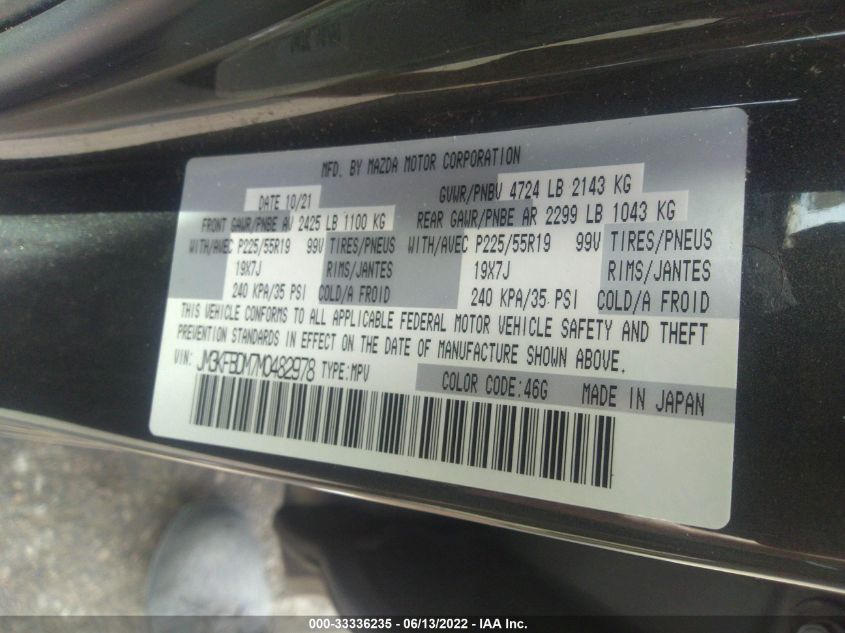 MFD. BY MAZDA MOTOR CORPORATION
DATE 10/21 GVWR/PNBV 4724 LB 2143 KG
FRONT GAWR/PNBE AV 2425 LB 1100 KG REAR GAWR/PNBE AR 2299 LB 1043 KG
WITH/AVEC P225/55R19 99V TIRES/PNEUS WITH/AVEC P225/55R19 99V TIRES/PNEUS
19X7J RIMS/JANTES 19X7J RIMS/JANTES
240 KPA/35 PSI COLD/A FROID 240 KPA/35 PSI COLD/A FROID
THIS VEHICLE CONFORMS TO ALL APPLICABLE FEDERAL MOTOR VEHICLE SAFETY AND THEFT
PREVENTION STANDARDS IN EFFECT ON THE DATE OF MANUFACTURE SHOWN ABOVE.
VIN: JM3KFBDM7M0482978 TYPE:MPV
COLOR CODE:46G MADE IN JAPAN
000-33336235 - 06/13/2022 - IAA Inc.